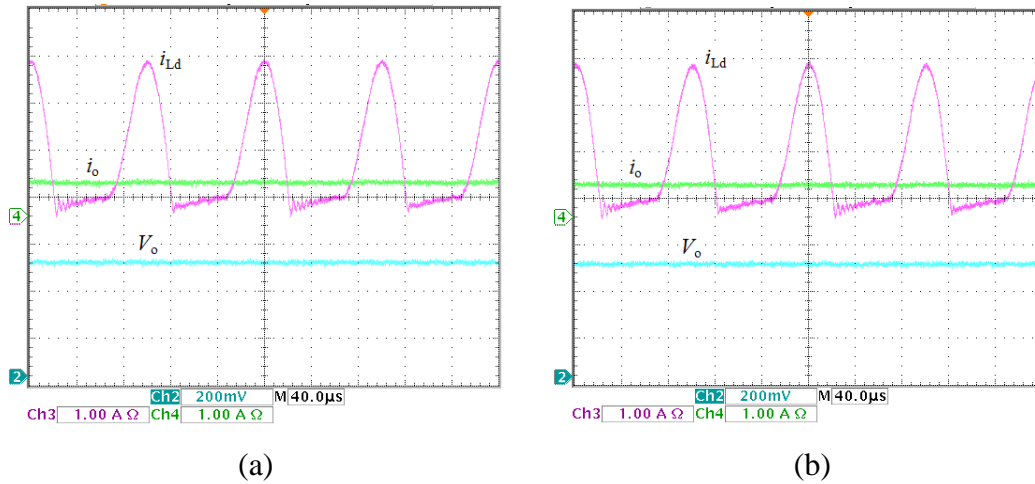 iLd
io
4
Vo
2
Ch2 200mV M 40.0µs
Ch3 1.00 A Ω Ch4 1.00 A Ω
(a)
iLd
io
4
Vo
2
Ch2 200mV M 40.0µs
Ch3 1.00 A Ω Ch4 1.00 A Ω
(b)